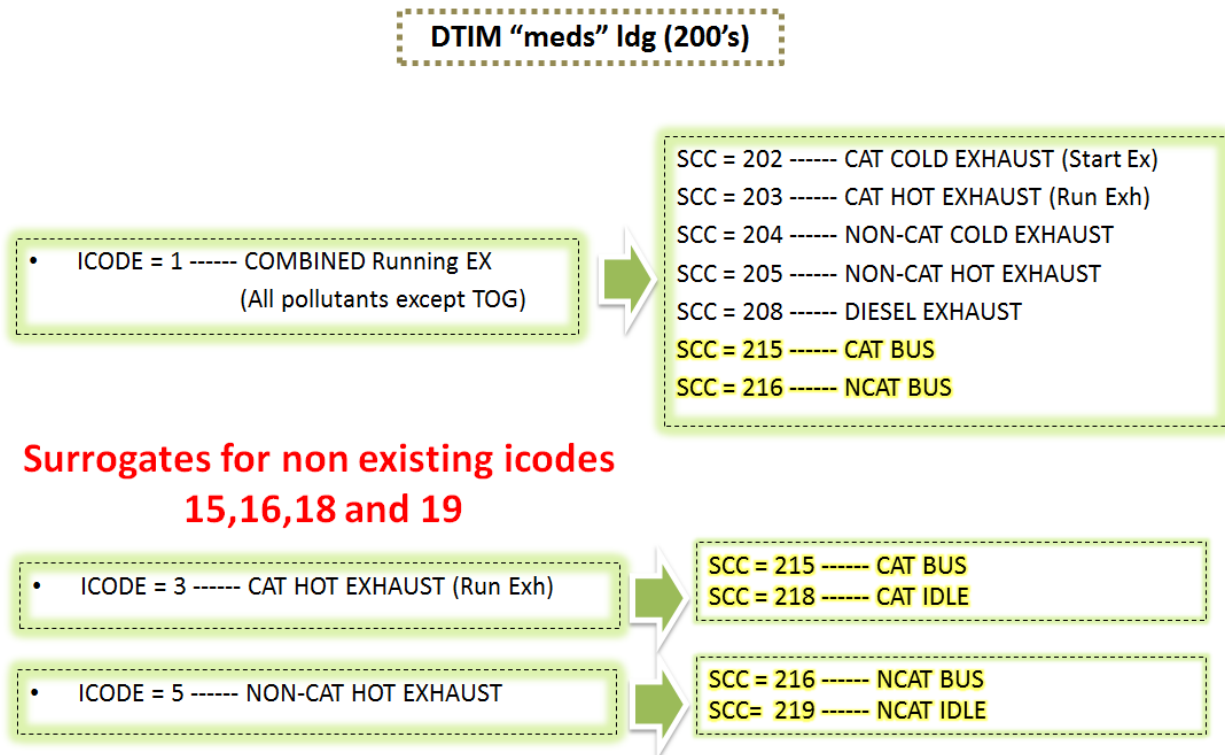 DTIM “meds” ldg (200's)
• ICODE = 1 ------ COMBINED Running EX
(All pollutants except TOG)
SCC = 202 ------ CAT COLD EXHAUST (Start Ex)
SCC = 203 ------ CAT HOT EXHAUST (Run Exh)
SCC = 204 ------ NON-CAT COLD EXHAUST
SCC = 205 ------ NON-CAT HOT EXHAUST
SCC = 208 ------ DIESEL EXHAUST
SCC = 215 ------ CAT BUS
SCC = 216 ------ NCAT BUS
Surrogates for non existing icodes
15,16,18 and 19
• ICODE = 3 ------ CAT HOT EXHAUST (Run Exh)
SCC = 215 ------ CAT BUS
SCC = 218 ------ CAT IDLE
• ICODE = 5 ------ NON-CAT HOT EXHAUST
SCC = 216 ------ NCAT BUS
SCC= 219 ------ NCAT IDLE